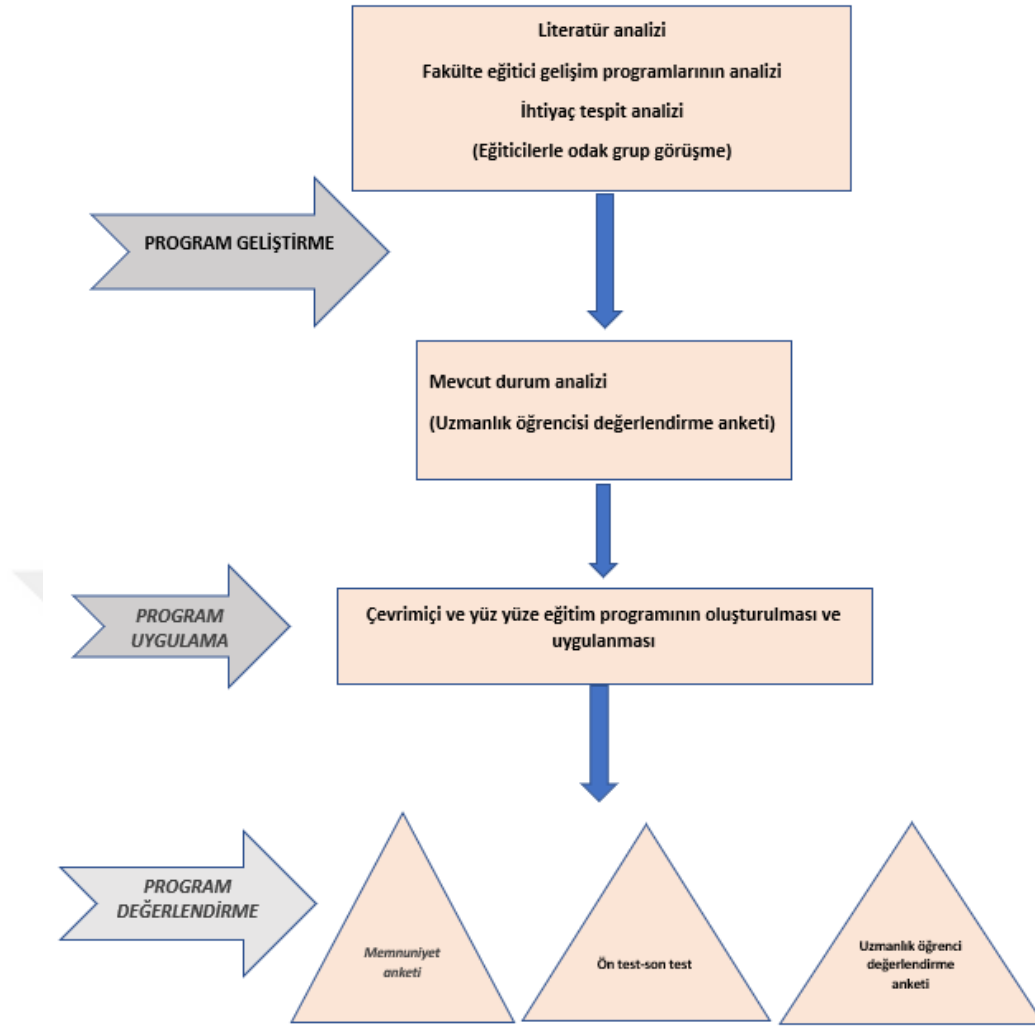 Literatür analizi
Fakülte eğitici gelişim programlarının analizi
İhtiyaç tespit analizi
(Eğiticilerle odak grup görüşme)
PROGRAM GELİŞTİRME
Mevcut durum analizi
(Uzmanlık öğrencisi değerlendirme anketi)
PROGRAM
UYGULAMA
Çevrimiçi ve yüz yüze eğitim programının oluşturulması ve
uygulanması
PROGRAM
DEĞERLENDİRME
Memnuniyet
anketi
Ön test-son test
Uzmanlık öğrenci
değerlendirme
anketi